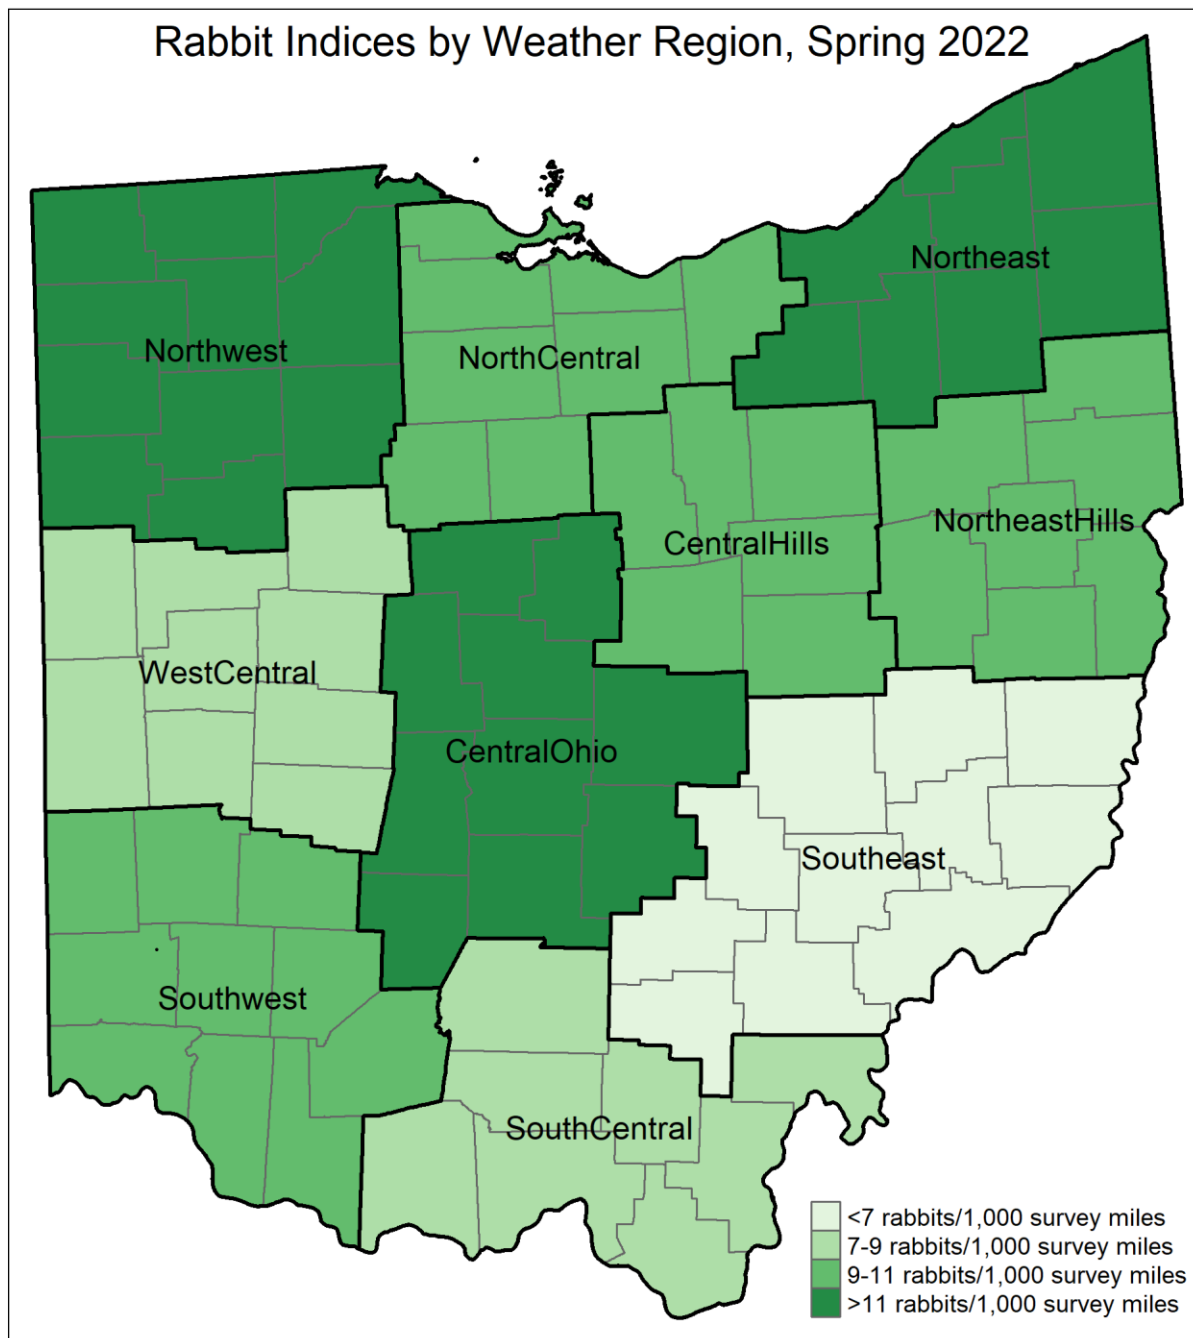 Rabbit Indices by Weather Region, Spring 2022
Northeast
Northwest
NorthCentral
NortheastHills
CentralHills
WestCentral
CentralOhio
Southeast
Southwest
SouthCentral
<7 rabbits/1,000 survey miles
7-9 rabbits/1,000 survey miles
9-11 rabbits/1,000 survey miles
>11 rabbits/1,000 survey miles